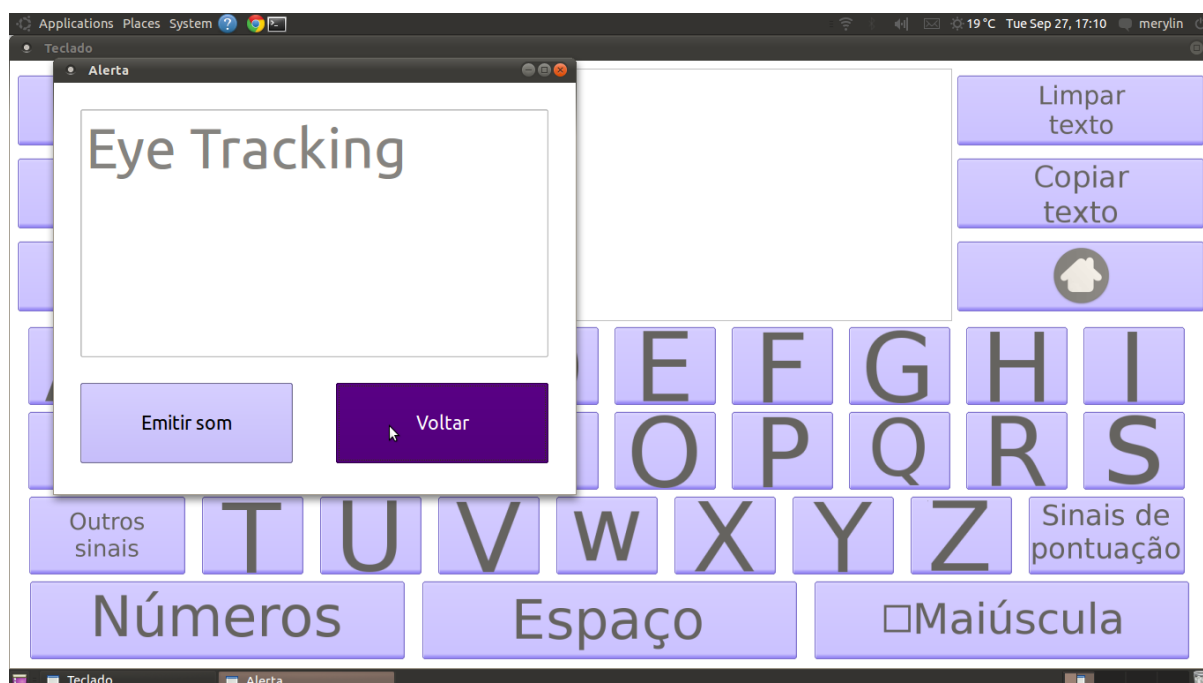 Applications Places System
19 °C Tue Sep 27, 17:10 merylin
Teclado
Alerta
Eye Tracking
Emitir som
Voltar
Limpar
texto
Copiar
texto
E F G H I
O P Q R S
Outros
sinais
T U V W X Y Z
Sinais de
pontuação
Números
Espaço
Maiúscula
Teclado
Alerta